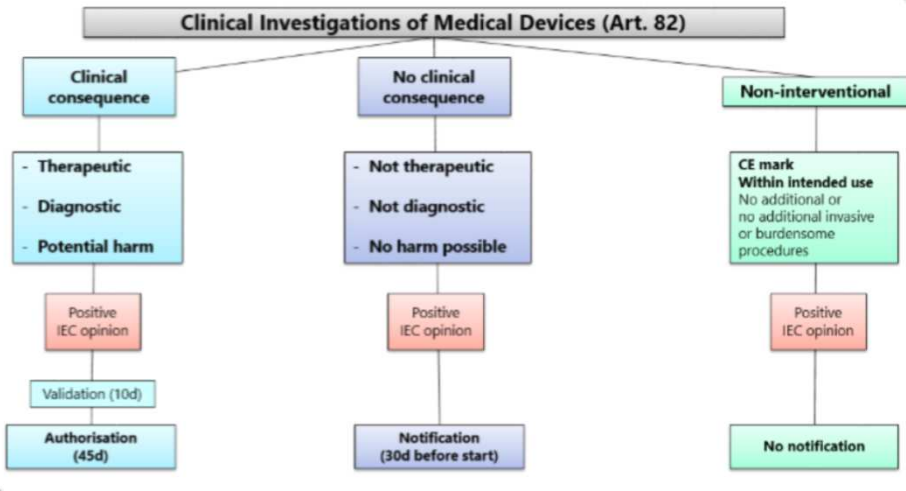 Clinical Investigations of Medical Devices (Art. 82)
Clinical
consequence
- Therapeutic
- Diagnostic
- Potential harm
Positive
IEC opinion
Validation (10d)
Authorisation
(45d)
No clinical
consequence
- Not therapeutic
- Not diagnostic
- No harm possible
Positive
IEC opinion
Notification
(30d before start)
Non-interventional
CE mark
Within intended use
No additional or
no additional invasive
or burdensome
procedures
Positive
IEC opinion
No notification